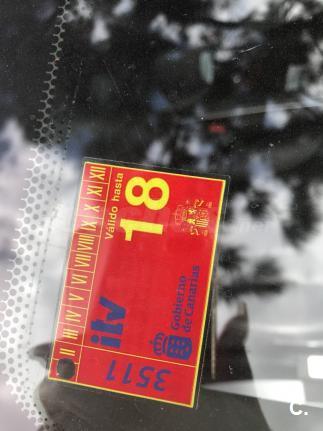 II III IV V VI VII VIII IX X XI XII
Válido hasta
18
itv
3511
Gobierno
de Canarias
C.